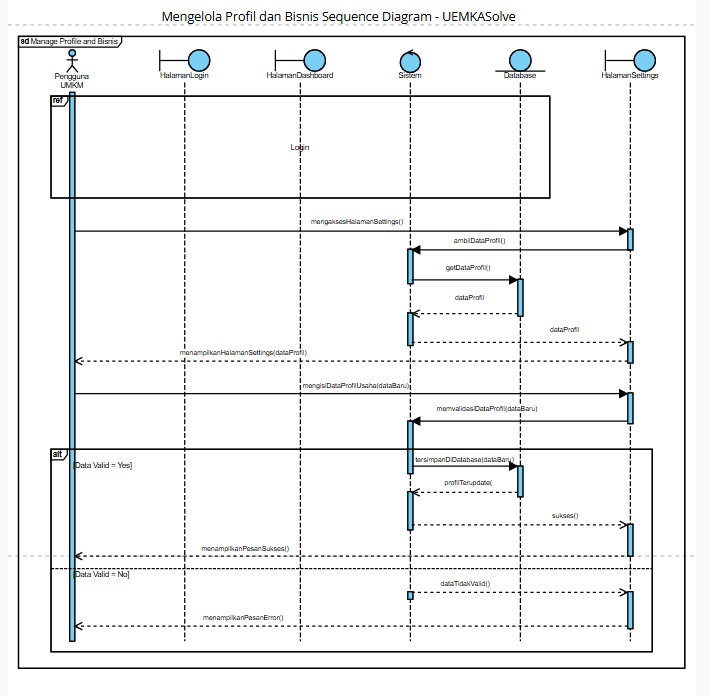 Mengelola Profil dan Bisnis Sequence Diagram - UEMKASolve
sd Manage Profile and Bisnis
Pengguna
UMKM
HalamanLogin
HalamanDashboard
Sistem
Database
HalamanSettings
ref
Login
mengaksesHalamanSettings()
ambilDataProfil()
getDataProfil()
dataProfil
dataProfil
menampilkanHalamanSettings(dataProfil)
mengisiDataProfilUsaha(dataBaru)
memvalidasiDataProfil(dataBaru)
alt
[Data Valid = Yes]
tersimpanDiDatabase(dataBaru)
profilTerupdate(
sukses()
menampilkanPesanSukses()
[Data Valid = No]
dataTidakValid()
menampilkanPesanError()